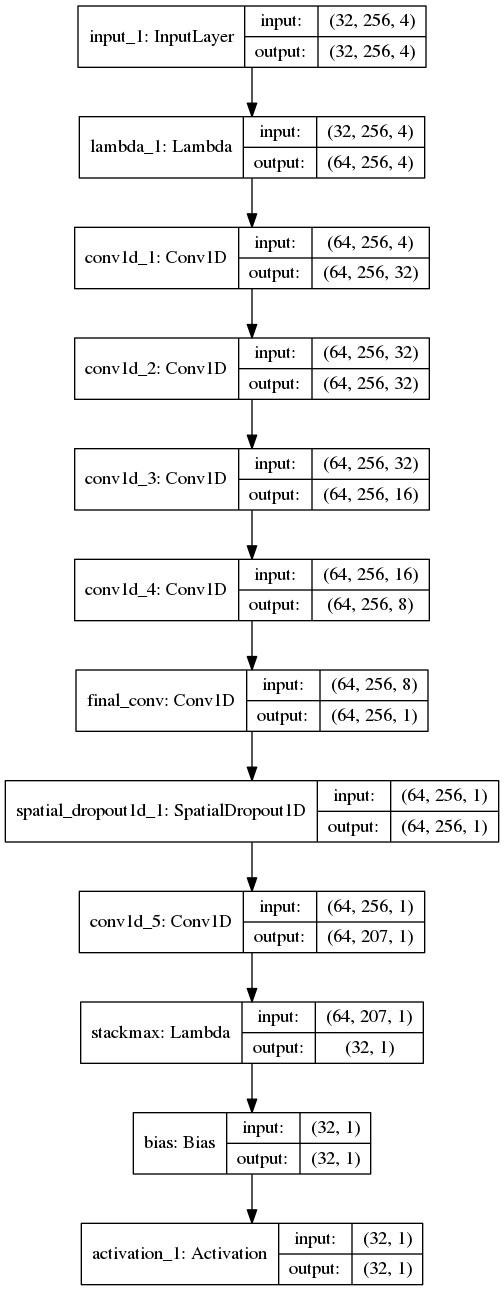 input_1: InputLayer
input: (32, 256, 4)
output: (32, 256, 4)
lambda_1: Lambda
input: (32, 256, 4)
output: (64, 256, 4)
conv1d_1: Conv1D
input: (64, 256, 4)
output: (64, 256, 32)
conv1d_2: Conv1D
input: (64, 256, 32)
output: (64, 256, 32)
conv1d_3: Conv1D
input: (64, 256, 32)
output: (64, 256, 16)
conv1d_4: Conv1D
input: (64, 256, 16)
output: (64, 256, 8)
final_conv: Conv1D
input: (64, 256, 8)
output: (64, 256, 1)
spatial_dropout1d_1: SpatialDropout1D
input: (64, 256, 1)
output: (64, 256, 1)
conv1d_5: Conv1D
input: (64, 256, 1)
output: (64, 207, 1)
stackmax: Lambda
input: (64, 207, 1)
output: (32, 1)
bias: Bias
input: (32, 1)
output: (32, 1)
activation_1: Activation
input: (32, 1)
output: (32, 1)